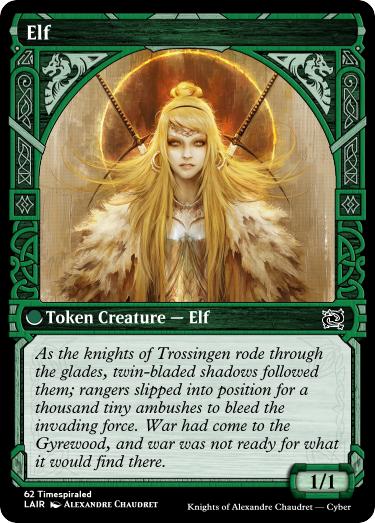 Elf
Token Creature — Elf
As the knights of Trossingen rode through
the glades, twin-bladed shadows followed
them; rangers slipped into position for a
thousand tiny ambushes to bleed the
invading force. War had come to the
Gyrewood, and war was not ready for what
it would find there.
1/1
62 Timespiraled
LAIR Alexandre Chaudret
Knights of Alexandre Chaudret — Cyber